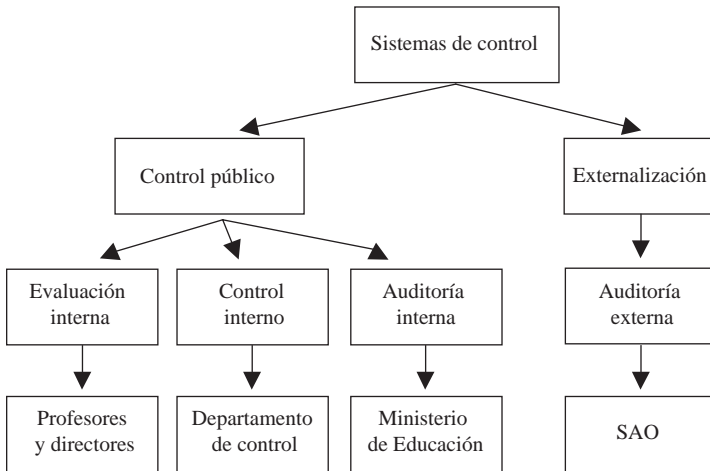 Sistemas de control
Control público
Externalización
Evaluación
interna
Control
interno
Auditoría
interna
Auditoría
externa
Profesores
y directores
Departamento
de control
Ministerio
de Educación
SAO